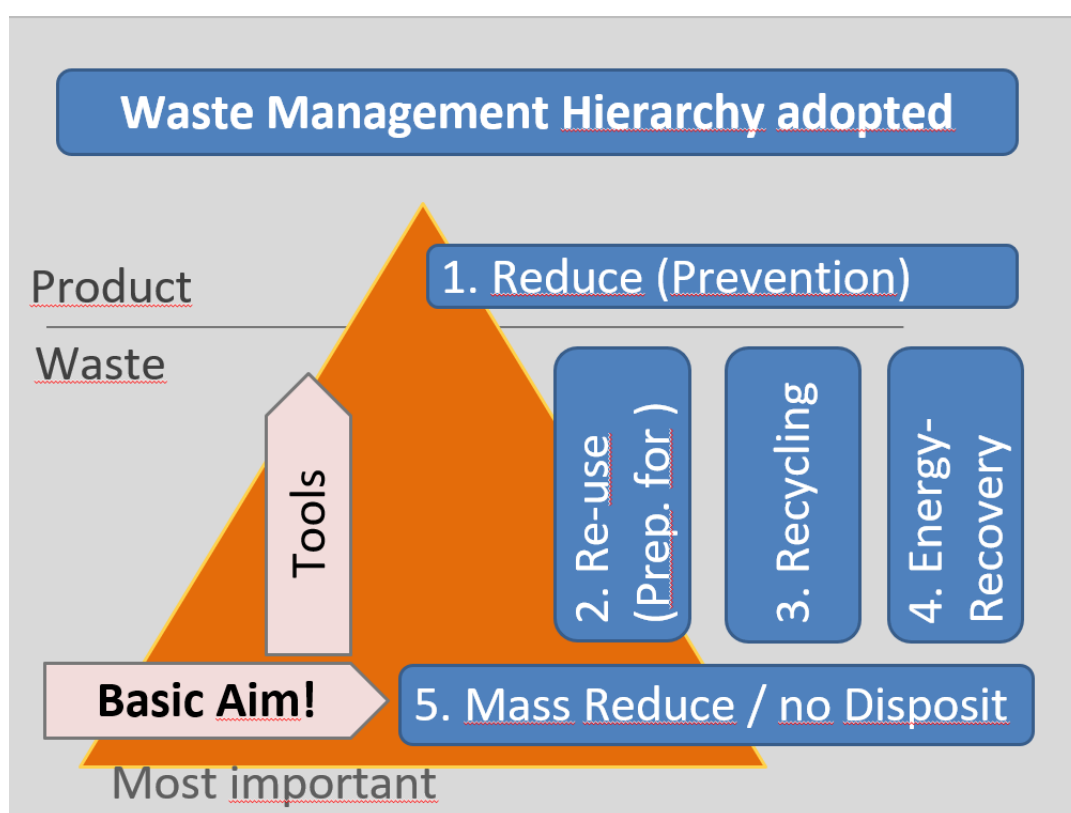 Waste Management Hierarchy adopted
Product
1. Reduce (Prevention)
Waste
Tools
2. Re-use
(Prep. for )
3. Recycling
4. Energy-
Recovery
Basic Aim!
5. Mass Reduce / no Disposit
Most important